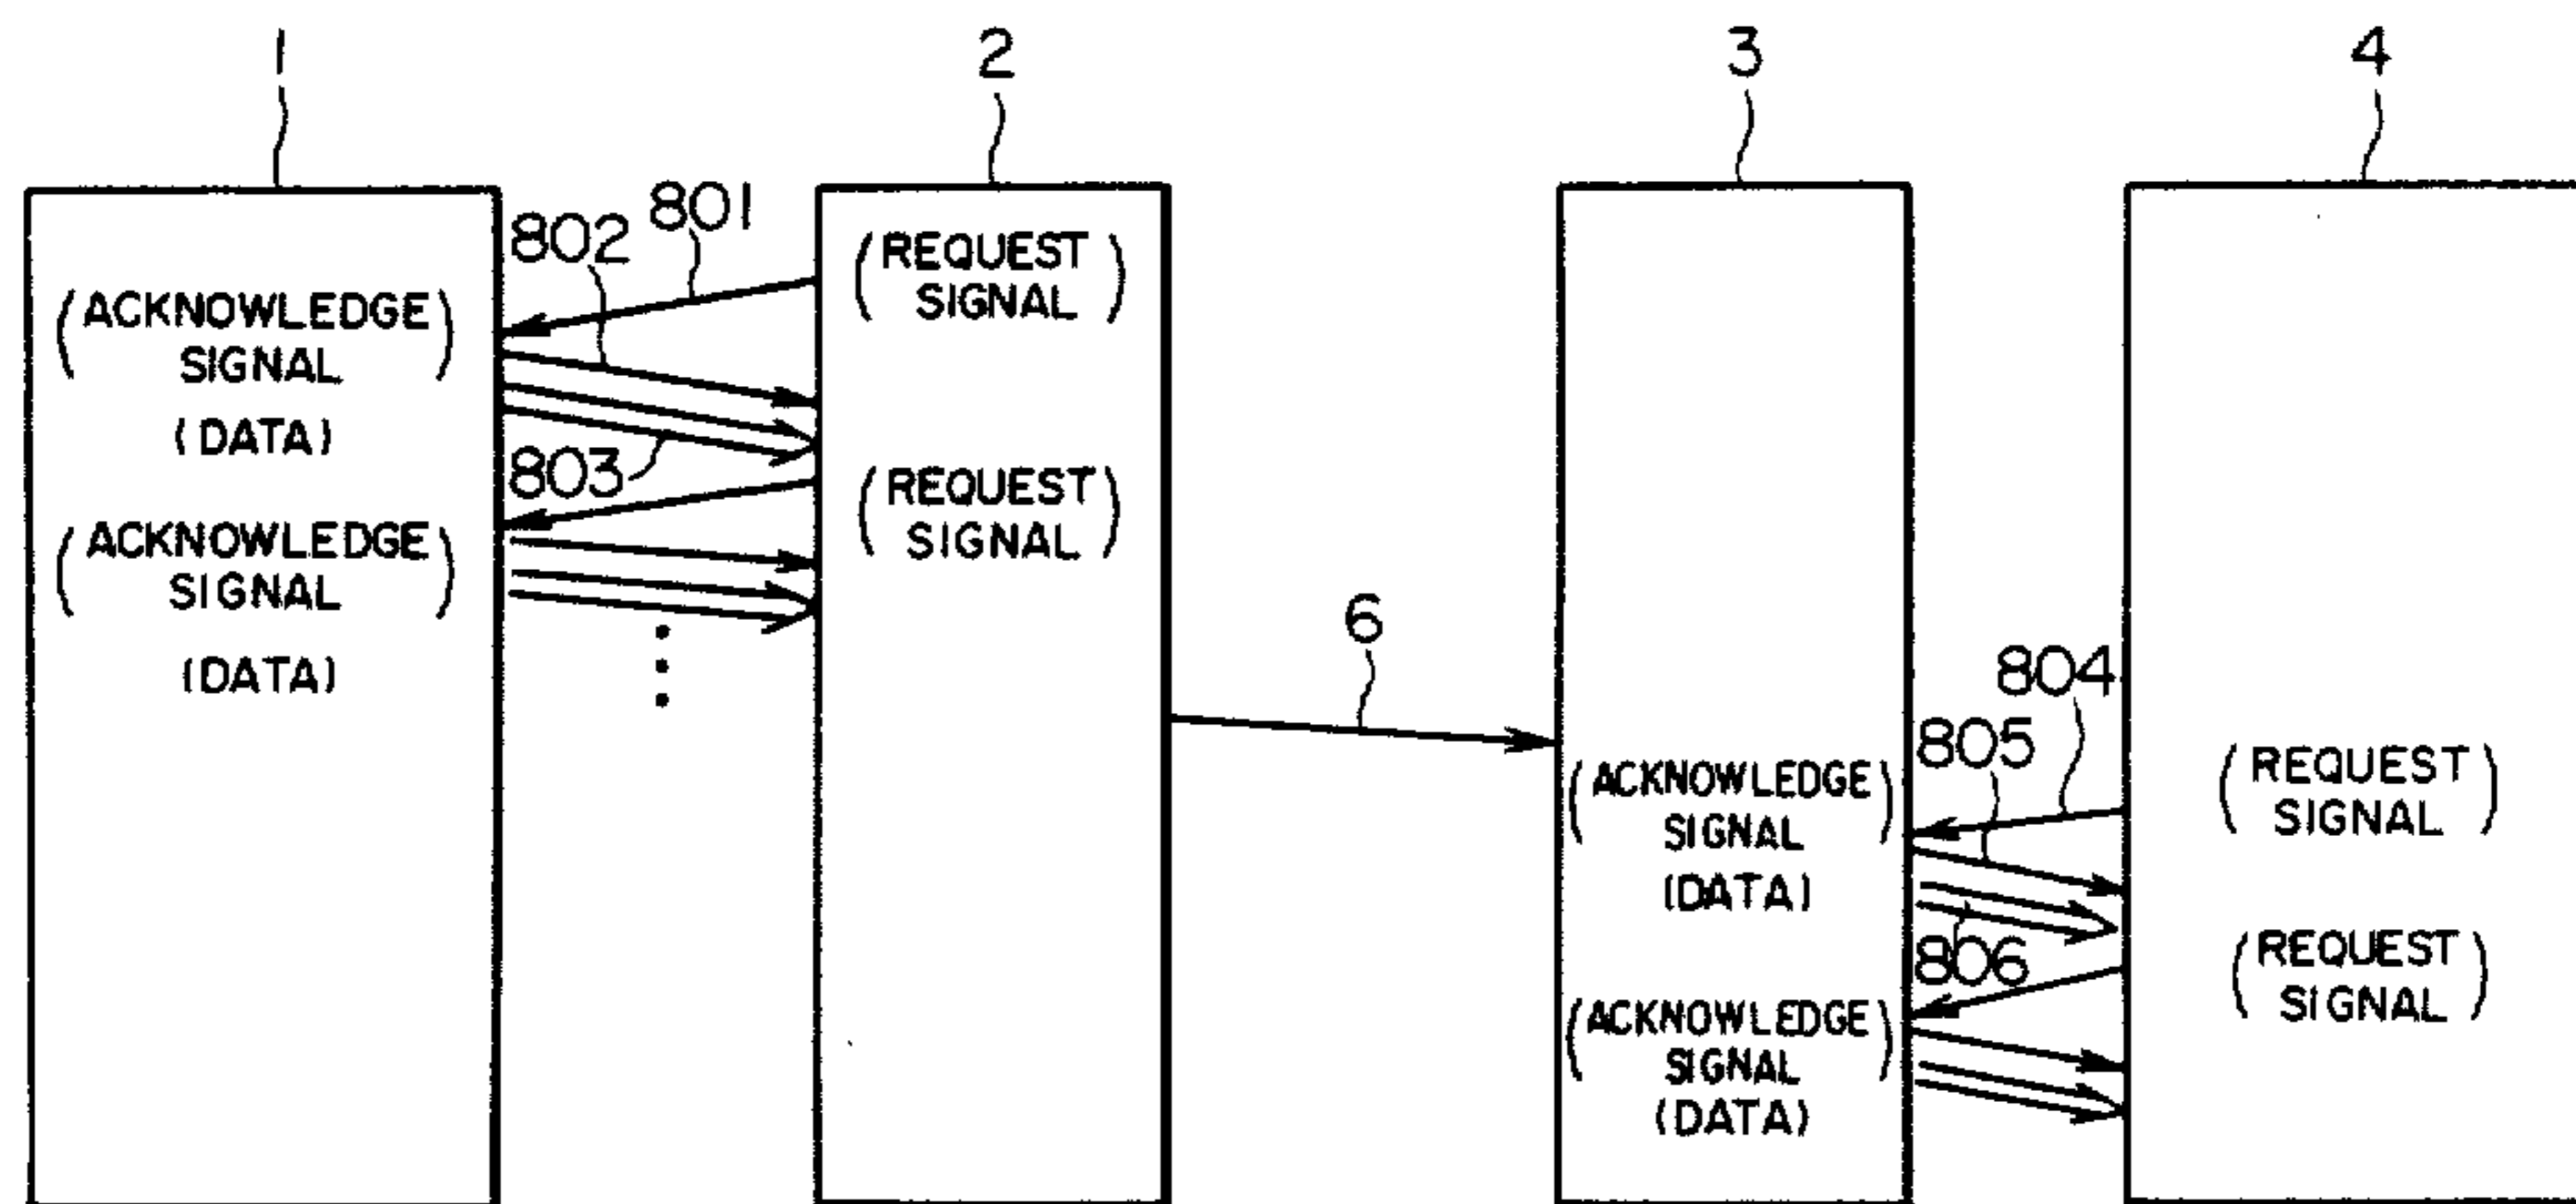 1
2
3
4
802
801
(REQUEST
SIGNAL)
(ACKNOWLEDGE
SIGNAL)
(DATA)
803
(REQUEST
SIGNAL)
(ACKNOWLEDGE
SIGNAL)
(DATA)
6
804
805
(REQUEST
SIGNAL)
(ACKNOWLEDGE
SIGNAL)
(DATA)
806
(REQUEST
SIGNAL)
(ACKNOWLEDGE
SIGNAL)
(DATA)